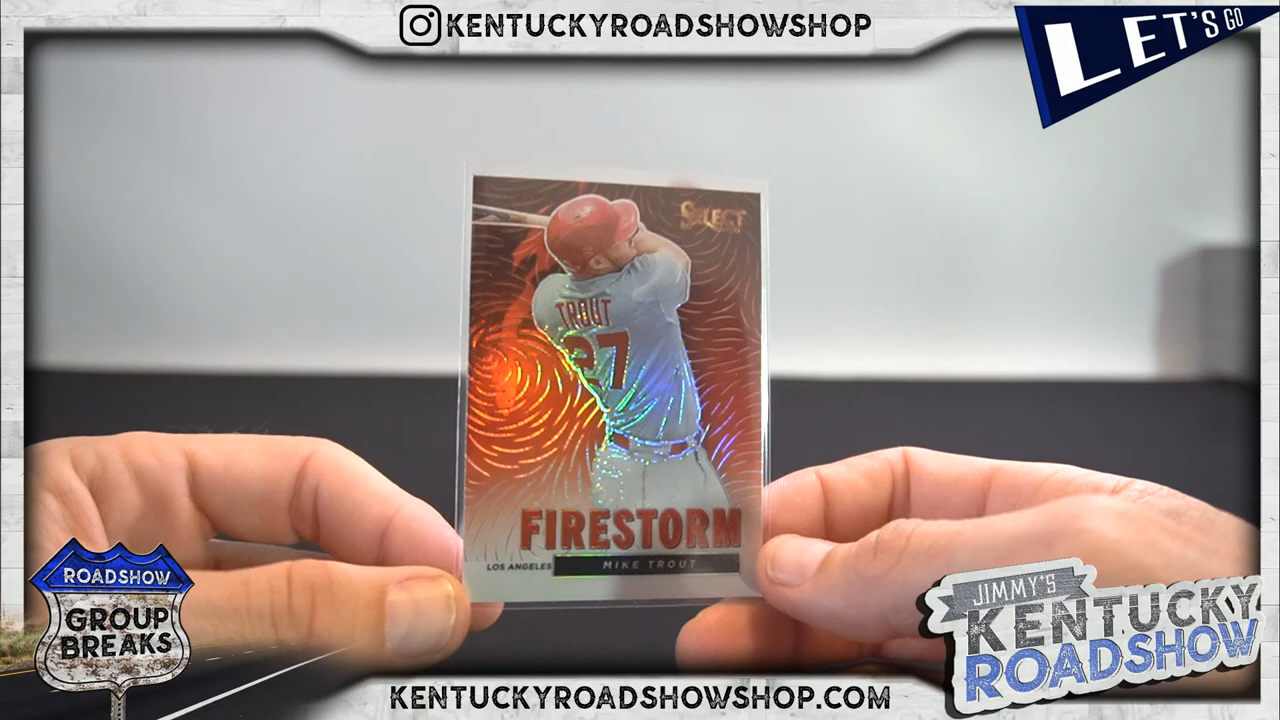 KENTUCKYROADSHOWSHOP
LET'S GO
SELECT
TROUT
27
FIRESTORM
LOS ANGELES
MIKE TROUT
ROADSHOW
GROUP
BREAKS
JIMMY'S
KENTUCKY
ROADSHOW
KENTUCKYROADSHOWSHOP.COM